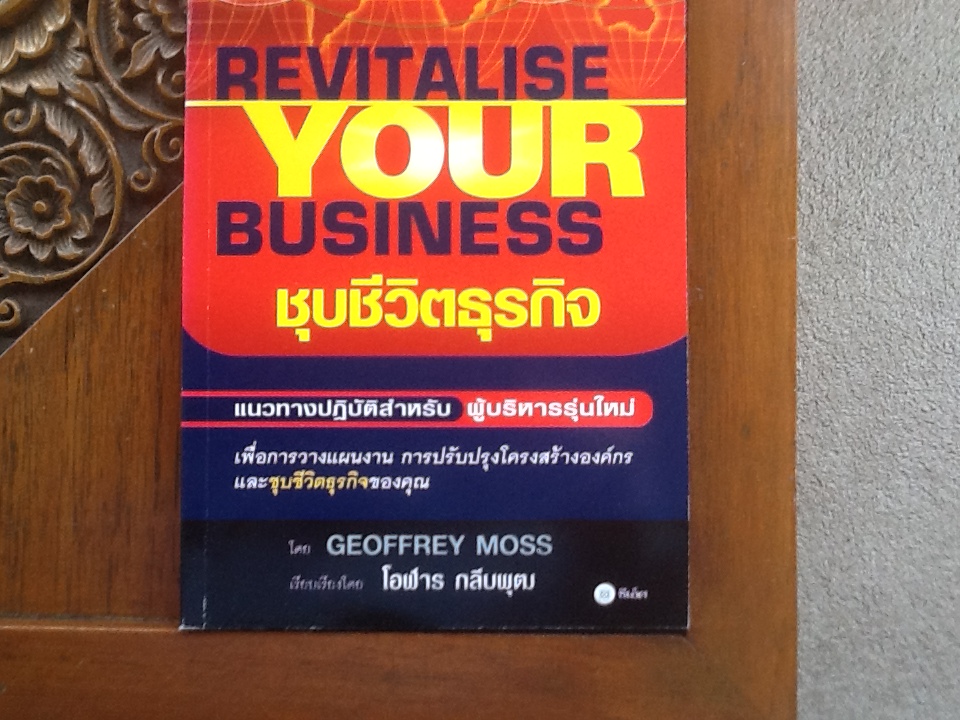 REVITALISE
YOUR
BUSINESS
ชุบชีวิตธุรกิจ
แนวทางปฏิบัติสำหรับ ผู้บริหารรุ่นใหม่
เพื่อการวางแผนงาน การปรับปรุงโครงสร้างองค์กร
และชุบชีวิตธุรกิจของคุณ
โดย GEOFFREY MOSS
เรียบเรียงโดย โอฬาร กลีบพุฒ
ซีเอ็ด